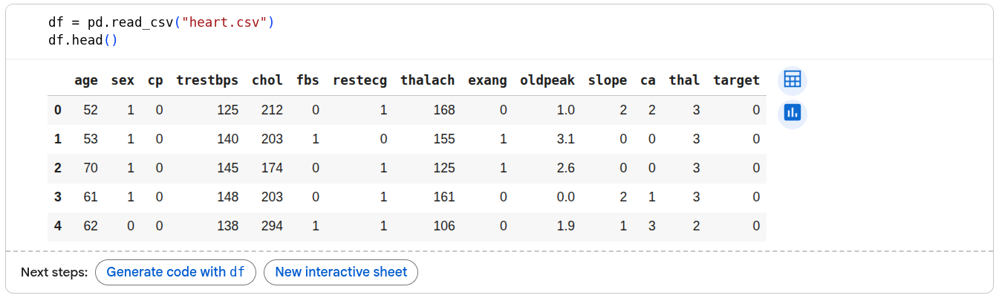 df = pd.read_csv("heart.csv")
df.head()
age sex cp trestbps chol fbs restecg thalach exang oldpeak slope ca thal target
0 52 1 0 125 212 0 1 168 0 1.0 2 2 3 0
1 53 1 0 140 203 1 0 155 1 3.1 0 0 3 0
2 70 1 0 145 174 0 1 125 1 2.6 0 0 3 0
3 61 1 0 148 203 0 1 161 0 0.0 2 1 3 0
4 62 0 0 138 294 1 1 106 0 1.9 1 3 2 0
Next steps: Generate code with df New interactive sheet